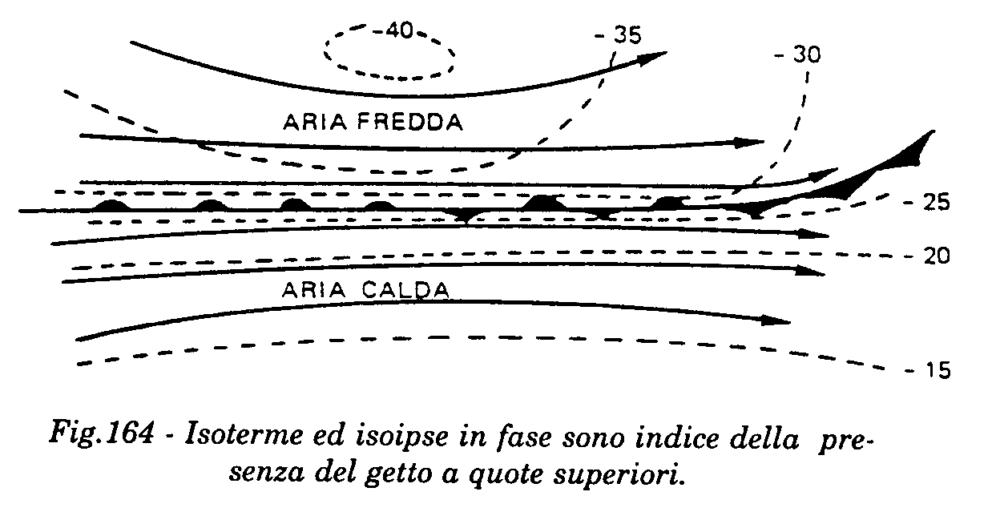 -40
- 35
- 30
ARIA FREDDA
- 25
- 20
ARIA CALDA
- 15
Fig.164 - Isoterme ed isoipse in fase sono indice della pre-
senza del getto a quote superiori.